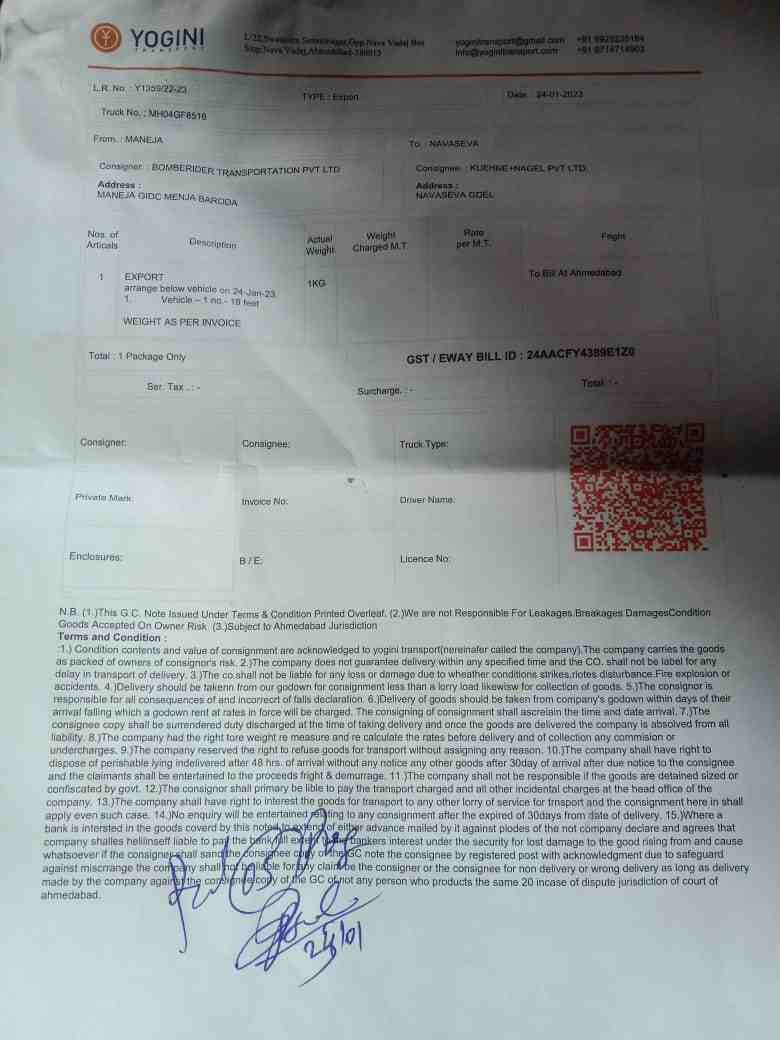 YOGINI
TRANSPORT
Stop,Nava Vadaj,Ahmedabad-380013
yoginitransport@gmail.com
info@yoginitransport.com
L.R. No. : Y1359/22-23
TYPE : Export
Date : 24-01-2023
Truck No. : MH04GF8516
From. : MANEJA
To : NAVASEVA
Consigner. : BOMBERIDER TRANSPORTATION PVT LTD
Consignee. : KUEHNE+NAGEL PVT LTD.
Address :
MANEJA GIDC MENJA BARODA
Address :
NAVASEVA GDEL
Nos. of Articals
Description
Actual Weight
Weight Charged M.T
Rate per M.T.
Fright
1
EXPORT
1KG
To Bill At Ahmedabad
arrange below vehicle on 24-Jan-23.
1. Vehicle – 1 no.- 18 feet
WEIGHT AS PER INVOICE
Total : 1 Package Only
GST / EWAY BILL ID : 24AACFY4389E1Z0
Ser. Tax . : -
Surcharge. : -
Total : -
Consigner:
Consignee:
Truck Type:
Private Mark:
Invoice No:
Driver Name:
Enclosures:
B / E:
Licence No:
N.B. (1.)This G.C. Note Issued Under Terms & Condition Printed Overleaf. (2.)We are not Responsible For Leakages,Breakages DamagesCondition
Goods Accepted On Owner Risk (3.)Subject to Ahmedabad Jurisdiction
Terms and Condition :
:1.) Condition contents and value of consignment are acknowledged to yogini transport(nereinafer called the company).The company carries the goods
as packed of owners of consignor's risk. 2.)The company does not guarantee delivery within any specified time and the CO. shall not be label for any
delay in transport of delivery. 3.)The co.shall not be liable for any loss or damage due to wheather conditions strikes,riotes disturbance.Fire explosion or
accidents. 4.)Delivery should be takenn from our godown for consignment less than a lorry load likewisw for collection of goods. 5.)The consignor is
responsible for all consequences of and incorrect of falls declaration. 6.)Delivery of goods should be taken from company's godown within days of their
arrival falling which a godown rent at rates in force will be charged. The consigning of consignment shall ascrelain the time and date arrival. 7.)The
consignee copy shall be surrendered duty discharged at the time of taking delivery and once the goods are delivered the company is absolved from all
liability. 8.)The company had the right tore weight re measure and re calculate the rates before delivery and of collection any commision or
undercharges. 9.)The company reserved the right to refuse goods for transport without assigning any reason. 10.)The company shall have right to
dispose of perishable lying indelivered after 48 hrs. of arrival without any notice any other goods after 30day of arrival after due notice to the consignee
and the claimants shall be entertained to the proceeds fright & demurrage. 11.)The company shall not be responsible if the goods are detained sized or
confiscated by govt. 12.)The consignor shall primary be lible to pay the transport charged and all other incidental charges at the head office of the
company. 13.)The company shall have right to interest the goods for transport to any other lorry of service for trnsport and the consignment here in shall
apply even such case. 14.)No enquiry will be entertained relating to any consignment after the expired of 30days from date of delivery. 15.)Where a
bank is intersted in the goods coverd by this note to extend of either advance mailed by it against plodes of the not company declare and agrees that
company shalles hellilinself liable to pay the bank bankers interest under the security for lost damage to the good rising from and cause
whatsoever if the consigner shall sand the consignee copy of the GC note the consignee by registered post with acknowledgment due to safeguard
against miscrrange the company shall not be liable for any claim be the consigner or the consignee for non delivery or wrong delivery as long as delivery
made by the company against the consignee copy of the GC of not any person who products the same 20 incase of dispute jurisdiction of court of
ahmedabad.